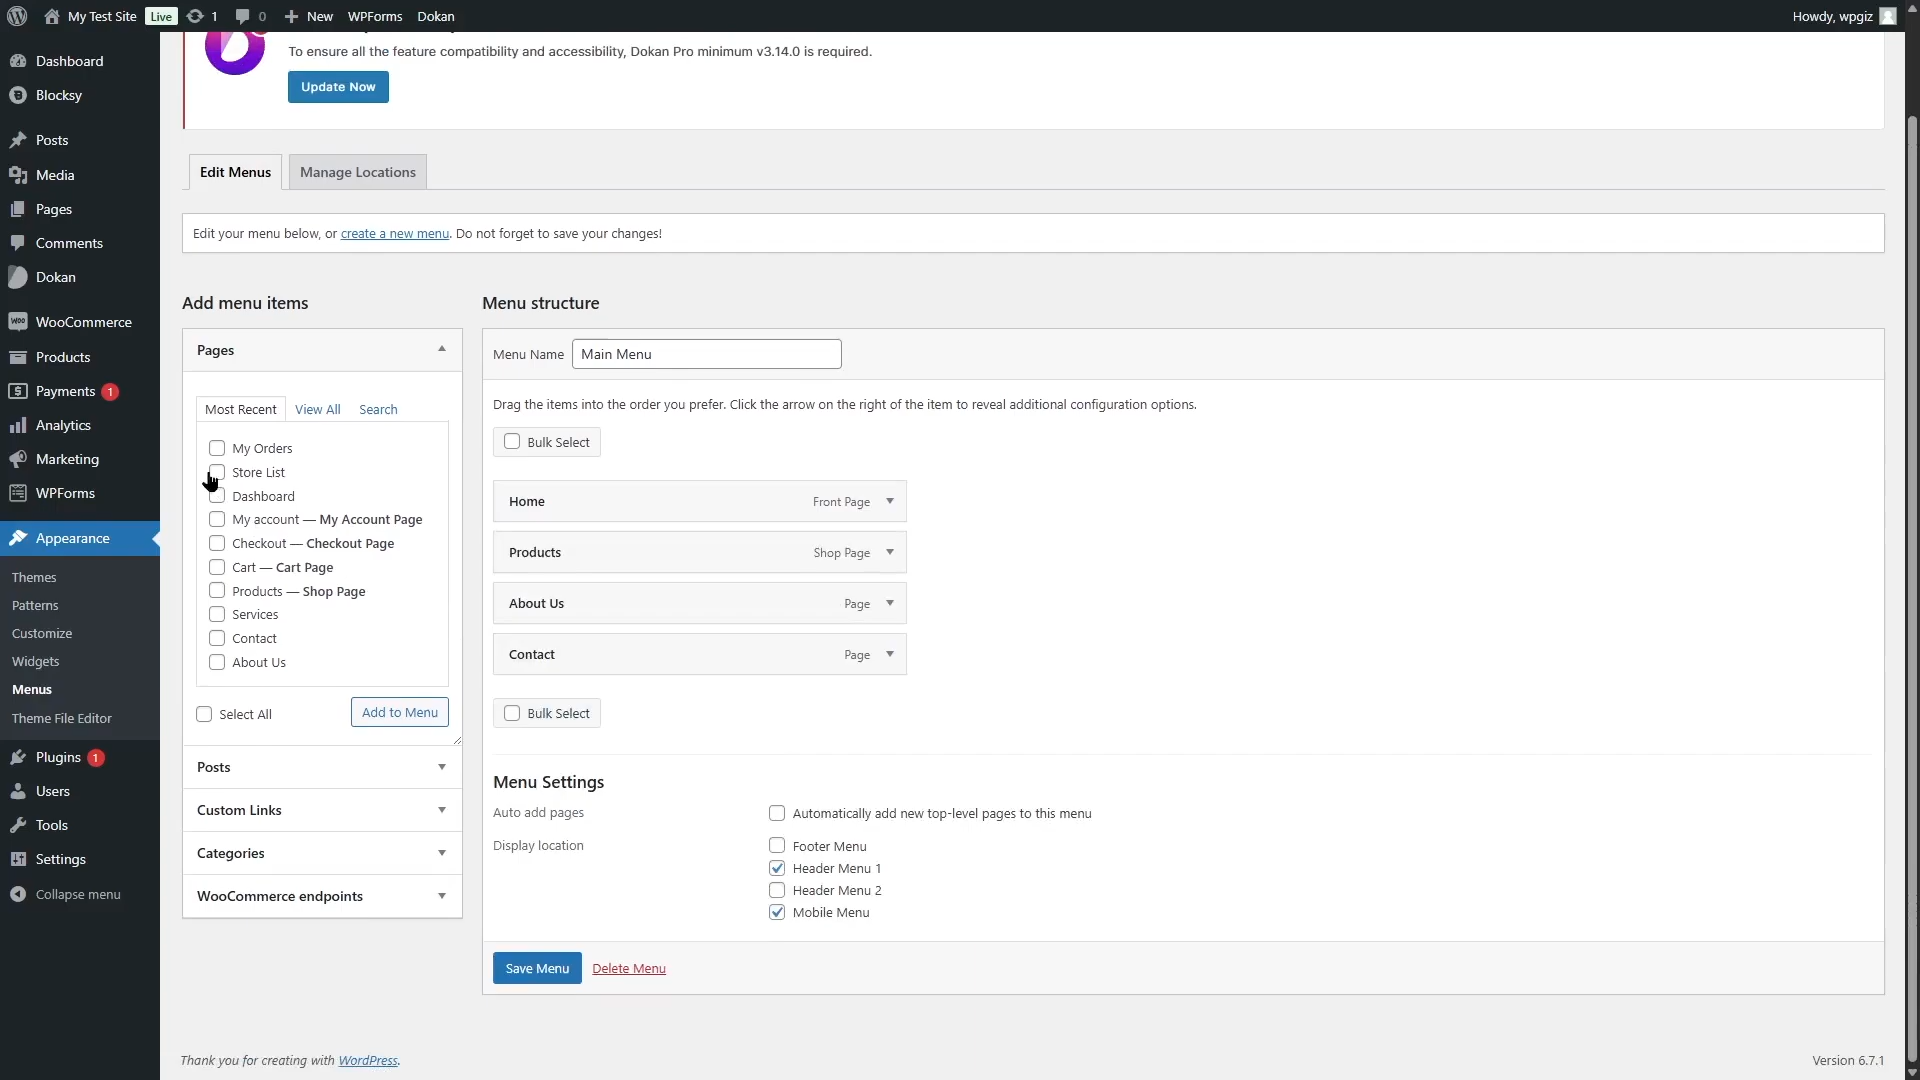 My Test Site Live 1 0 New WPForms Dokan Howdy, wpgiz
To ensure all the feature compatibility and accessibility, Dokan Pro minimum v3.14.0 is required.
Update Now
Dashboard
Blocksy
Posts
Media
Pages
Comments
Dokan
WooCommerce
Products
Payments 1
Analytics
Marketing
WPForms
Appearance
Themes
Patterns
Customize
Widgets
Menus
Theme File Editor
Plugins 1
Users
Tools
Settings
Collapse menu
Edit Menus Manage Locations
Edit your menu below, or create a new menu. Do not forget to save your changes!
Add menu items
Pages
Most Recent View All Search
My Orders
Store List
Dashboard
My account — My Account Page
Checkout — Checkout Page
Cart — Cart Page
Products — Shop Page
Services
Contact
About Us
Select All Add to Menu
Posts
Custom Links
Categories
WooCommerce endpoints
Menu structure
Menu Name Main Menu
Drag the items into the order you prefer. Click the arrow on the right of the item to reveal additional configuration options.
Bulk Select
Home Front Page
Products Shop Page
About Us Page
Contact Page
Bulk Select
Menu Settings
Auto add pages Automatically add new top-level pages to this menu
Display location Footer Menu
Header Menu 1
Header Menu 2
Mobile Menu
Save Menu Delete Menu
Thank you for creating with WordPress. Version 6.7.1